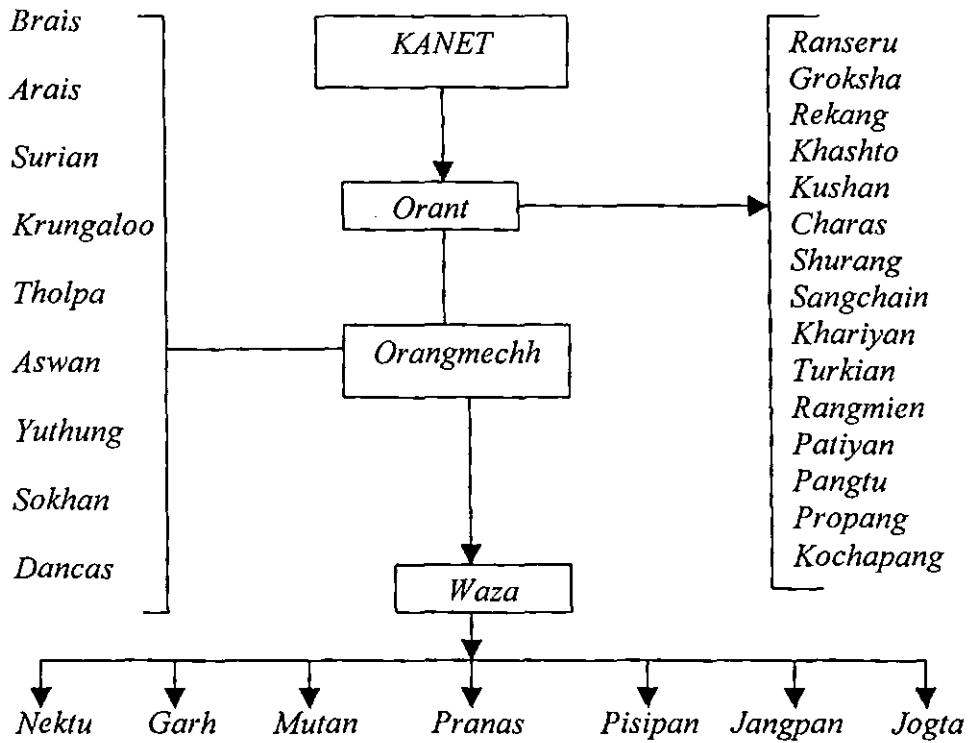 Brais
Arais
Surian
Krungaloo
Tholpa
Aswan
Yuthung
Sokhan
Dancas
KANET
Orant
Orangmechh
Waza
Ranseru
Groksha
Rekang
Khashto
Kushan
Charas
Shurang
Sangchain
Khariyan
Turkian
Rangmien
Patiyan
Pangtu
Propang
Kochapang
Nektu Garh Mutan Pranas Pisipan Jangpan Jogta